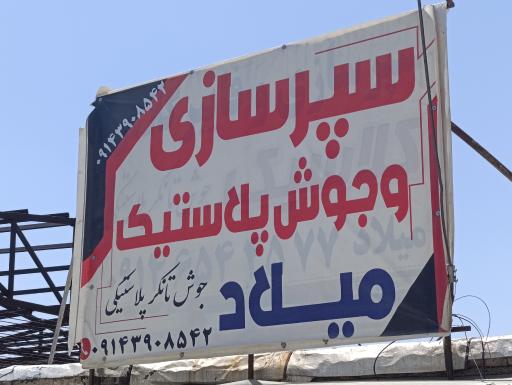 سپرسازی
۰۹۱۴۳۹۰۸۵۴۲
وجوش پلاستیک
میلاد
جوش تانکر پلاستیکی
۰۹۱۴۳۹۰۸۵۴۲